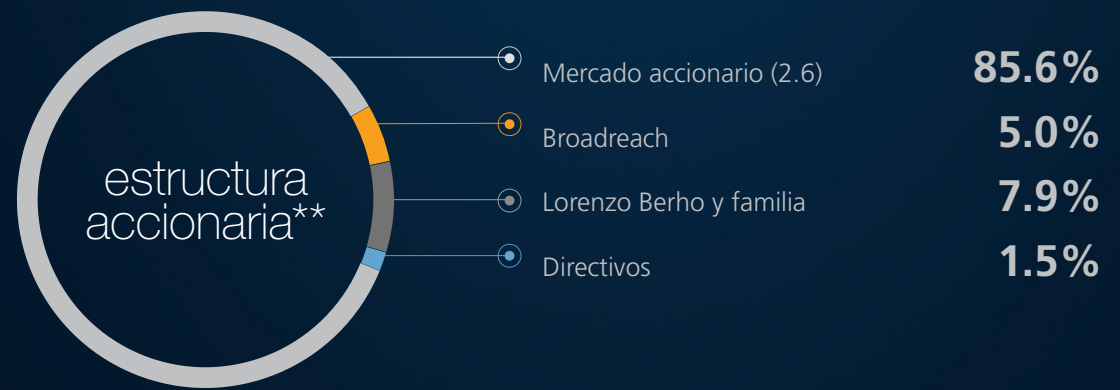 estructura
accionaria**
Mercado accionario (2.6) 85.6%
Broadreach 5.0%
Lorenzo Berho y familia 7.9%
Directivos 1.5%